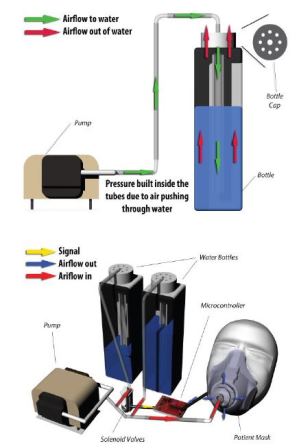 Airflow to water
Airflow out of water
Bottle
Cap
Pump
Bottle
Pressure built inside the
tubes due to air pushing
through water
Signal
Airflow out
Ariflow in
Water Bottles
Microcontroller
Pump
Solenoid Valves
Patient Mask